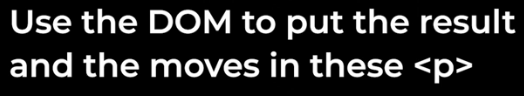 Use the DOM to put the result
and the moves in these <p>